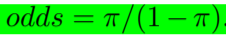 odds = π/(1 − π).